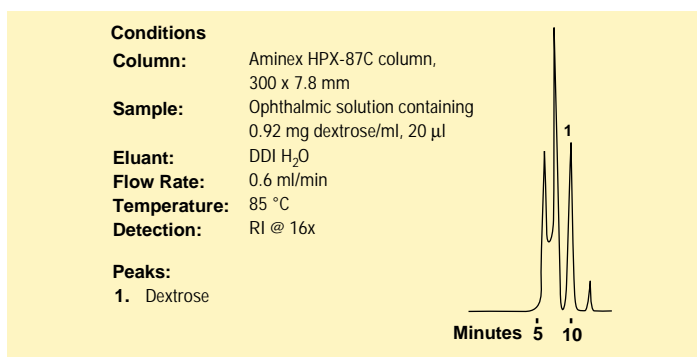 Conditions
Column: Aminex HPX-87C column,
300 x 7.8 mm
Sample: Ophthalmic solution containing
0.92 mg dextrose/ml, 20 µl
Eluant: DDI H₂O
Flow Rate: 0.6 ml/min
Temperature: 85 °C
Detection: RI @ 16x
Peaks:
1. Dextrose
1
Minutes 5 10